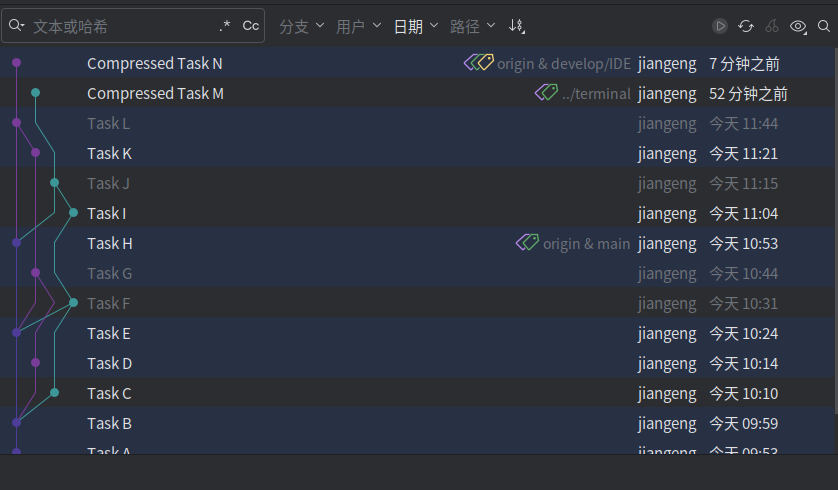 文本或哈希 .* Cc 分支 用户 日期 路径
Compressed Task N origin & develop/IDE jiangeng 7 分钟之前
Compressed Task M ../terminal jiangeng 52 分钟之前
Task L jiangeng 今天 11:44
Task K jiangeng 今天 11:21
Task J jiangeng 今天 11:15
Task I jiangeng 今天 11:04
Task H origin & main jiangeng 今天 10:53
Task G jiangeng 今天 10:44
Task F jiangeng 今天 10:31
Task E jiangeng 今天 10:24
Task D jiangeng 今天 10:14
Task C jiangeng 今天 10:10
Task B jiangeng 今天 09:59
Task A jiangeng 今天 09:53